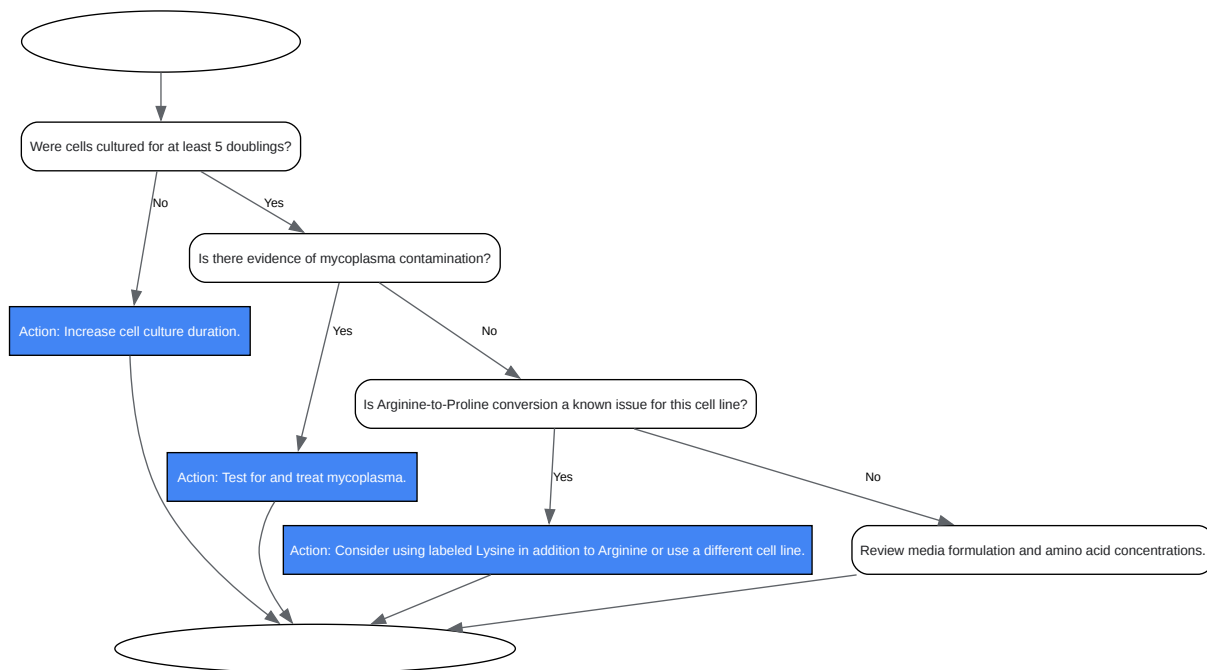 Were cells cultured for at least 5 doublings?
No
Yes
Is there evidence of mycoplasma contamination?
Action: Increase cell culture duration.
Yes
No
Is Arginine-to-Proline conversion a known issue for this cell line?
Action: Test for and treat mycoplasma.
Yes
No
Action: Consider using labeled Lysine in addition to Arginine or use a different cell line.
Review media formulation and amino acid concentrations.